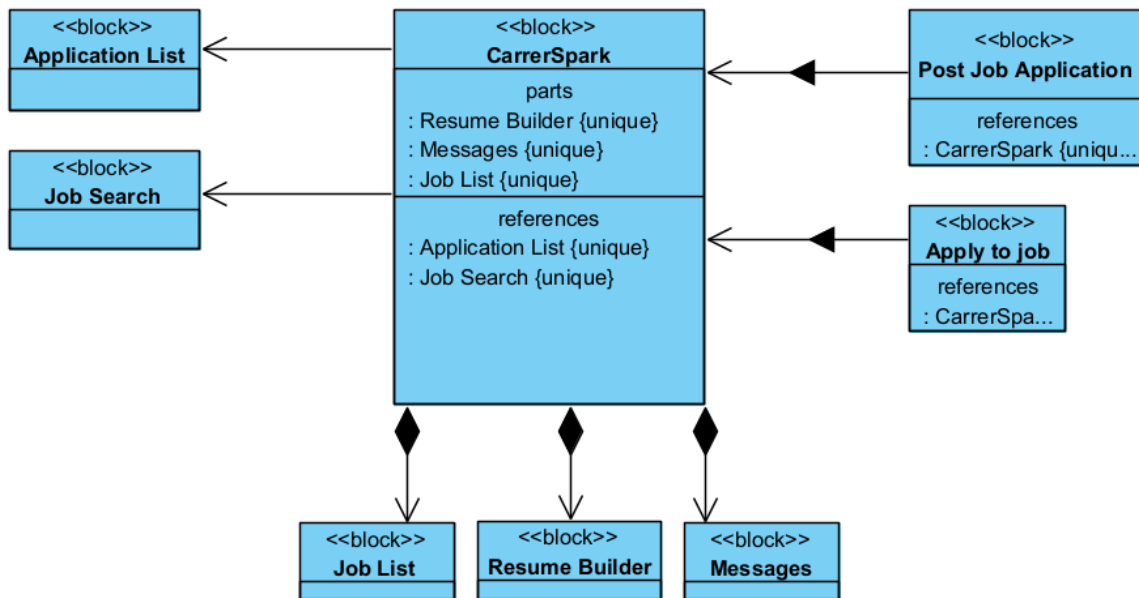 <<block>>
Application List
<<block>>
Job Search
<<block>>
CarrerSpark
parts
: Resume Builder {unique}
: Messages {unique}
: Job List {unique}
references
: Application List {unique}
: Job Search {unique}
<<block>>
Post Job Application
references
: CarrerSpark {uniqu...
<<block>>
Apply to job
references
: CarrerSpa...
<<block>>
Job List
<<block>>
Resume Builder
<<block>>
Messages